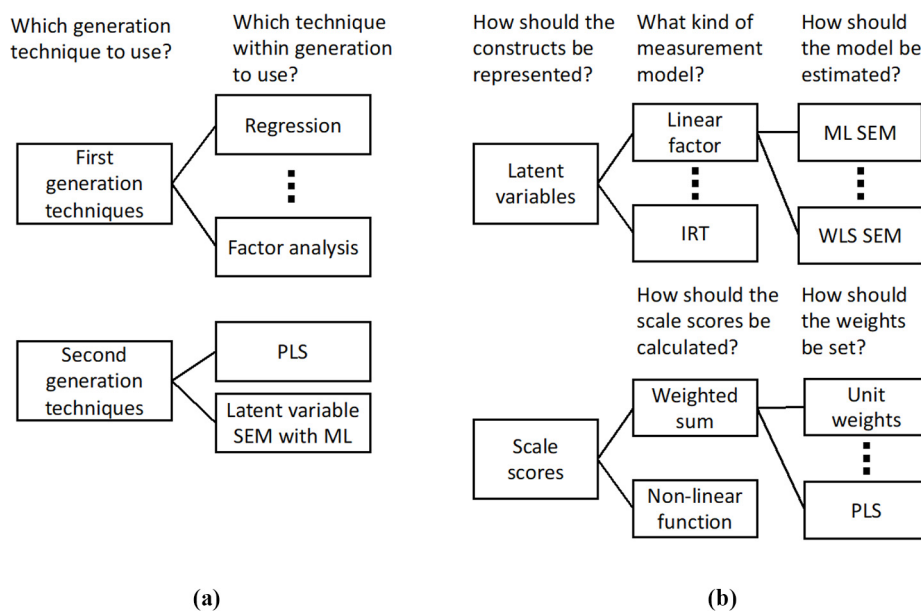 Which generation
technique to use?
Which technique
within generation
to use?
First
generation
techniques
Regression
Factor analysis
Second
generation
techniques
PLS
Latent variable
SEM with ML
(a)
How should the
constructs be
represented?
What kind of
measurement
model?
How should
the model be
estimated?
Latent
variables
Linear
factor
IRT
ML SEM
WLS SEM
How should the
scale scores be
calculated?
How should
the weights
be set?
Scale
scores
Weighted
sum
Non-linear
function
Unit
weights
PLS
(b)